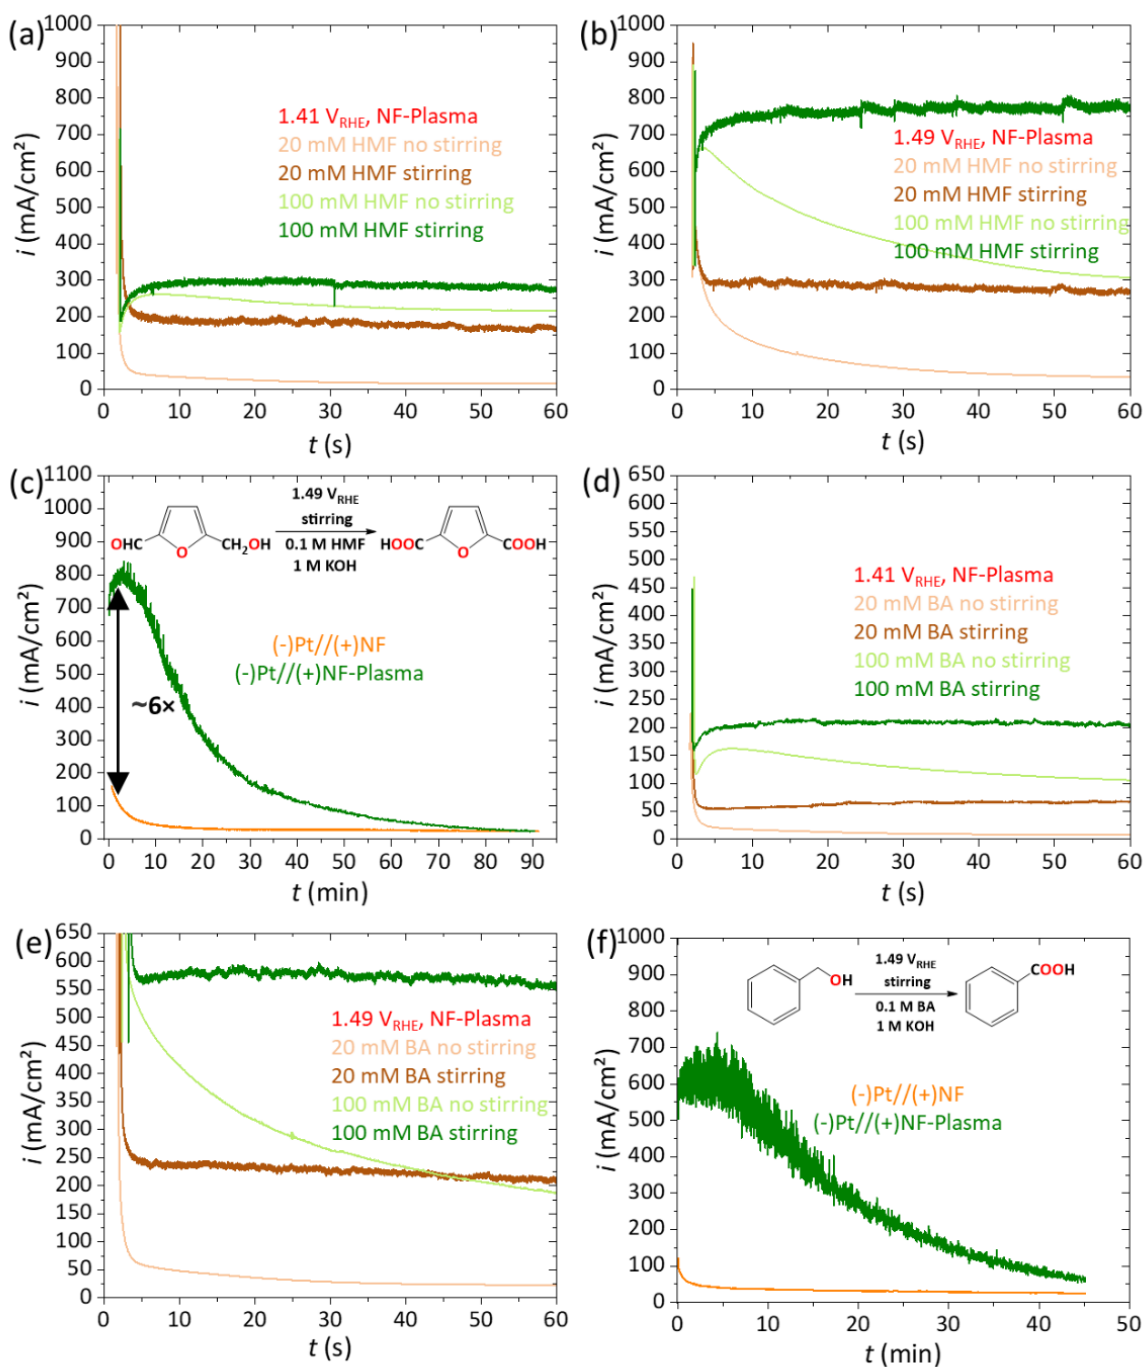 (a)
1000
900
800
700
600
500
400
300
200
100
0
i (mA/cm²)
1.41 V_RHE, NF-Plasma
20 mM HMF no stirring
20 mM HMF stirring
100 mM HMF no stirring
100 mM HMF stirring
0 10 20 30 40 50 60
t (s)
(b)
1000
900
800
700
600
500
400
300
200
100
0
i (mA/cm²)
1.49 V_RHE, NF-Plasma
20 mM HMF no stirring
20 mM HMF stirring
100 mM HMF no stirring
100 mM HMF stirring
0 10 20 30 40 50 60
t (s)
(c)
1100
1000
900
800
700
600
500
400
300
200
100
0
i (mA/cm²)
1.49 V_RHE
stirring
0.1 M HMF
1 M KOH
OHC O CH₂OH
HOOC O COOH
(-)Pt//(+)NF
(-)Pt//(+)NF-Plasma
~6×
0 10 20 30 40 50 60 70 80 90
t (min)
(d)
650
600
550
500
450
400
350
300
250
200
150
100
50
0
i (mA/cm²)
1.41 V_RHE, NF-Plasma
20 mM BA no stirring
20 mM BA stirring
100 mM BA no stirring
100 mM BA stirring
0 10 20 30 40 50 60
t (s)
(e)
650
600
550
500
450
400
350
300
250
200
150
100
50
0
i (mA/cm²)
1.49 V_RHE, NF-Plasma
20 mM BA no stirring
20 mM BA stirring
100 mM BA no stirring
100 mM BA stirring
0 10 20 30 40 50 60
t (s)
(f)
1000
900
800
700
600
500
400
300
200
100
0
i (mA/cm²)
OH
1.49 V_RHE
stirring
0.1 M BA
1 M KOH
COOH
(-)Pt//(+)NF
(-)Pt//(+)NF-Plasma
0 10 20 30 40 50
t (min)